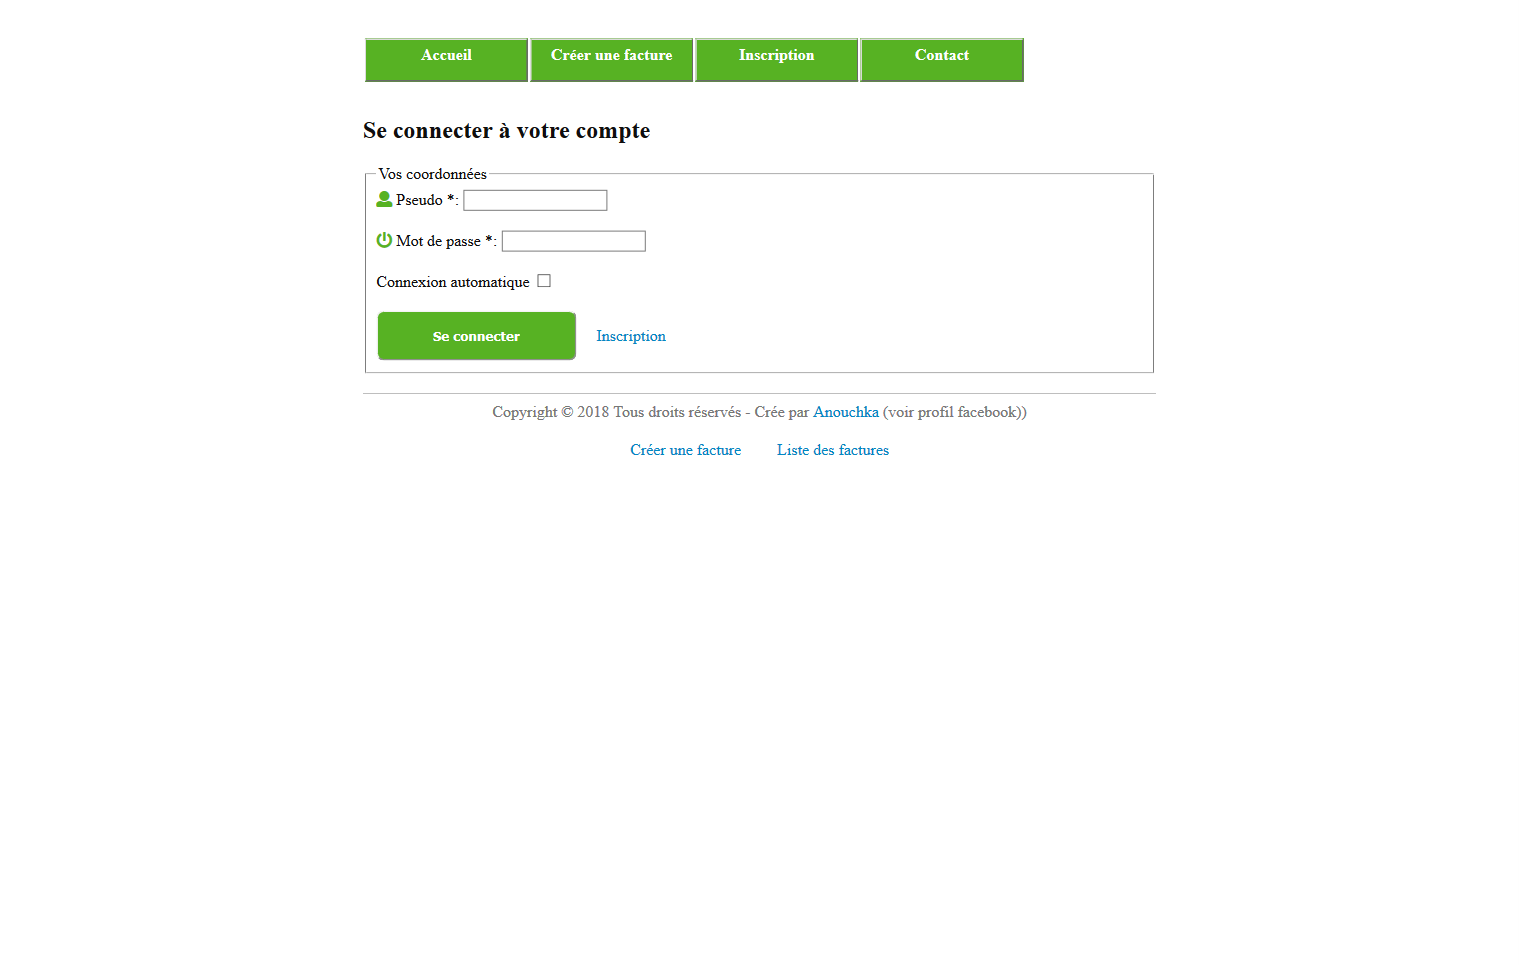 Accueil Créer une facture Inscription Contact
Se connecter à votre compte
Vos coordonnées
Pseudo *:
Mot de passe *:
Connexion automatique
Se connecter Inscription
Copyright © 2018 Tous droits réservés - Crée par Anouchka (voir profil facebook))
Créer une facture Liste des factures